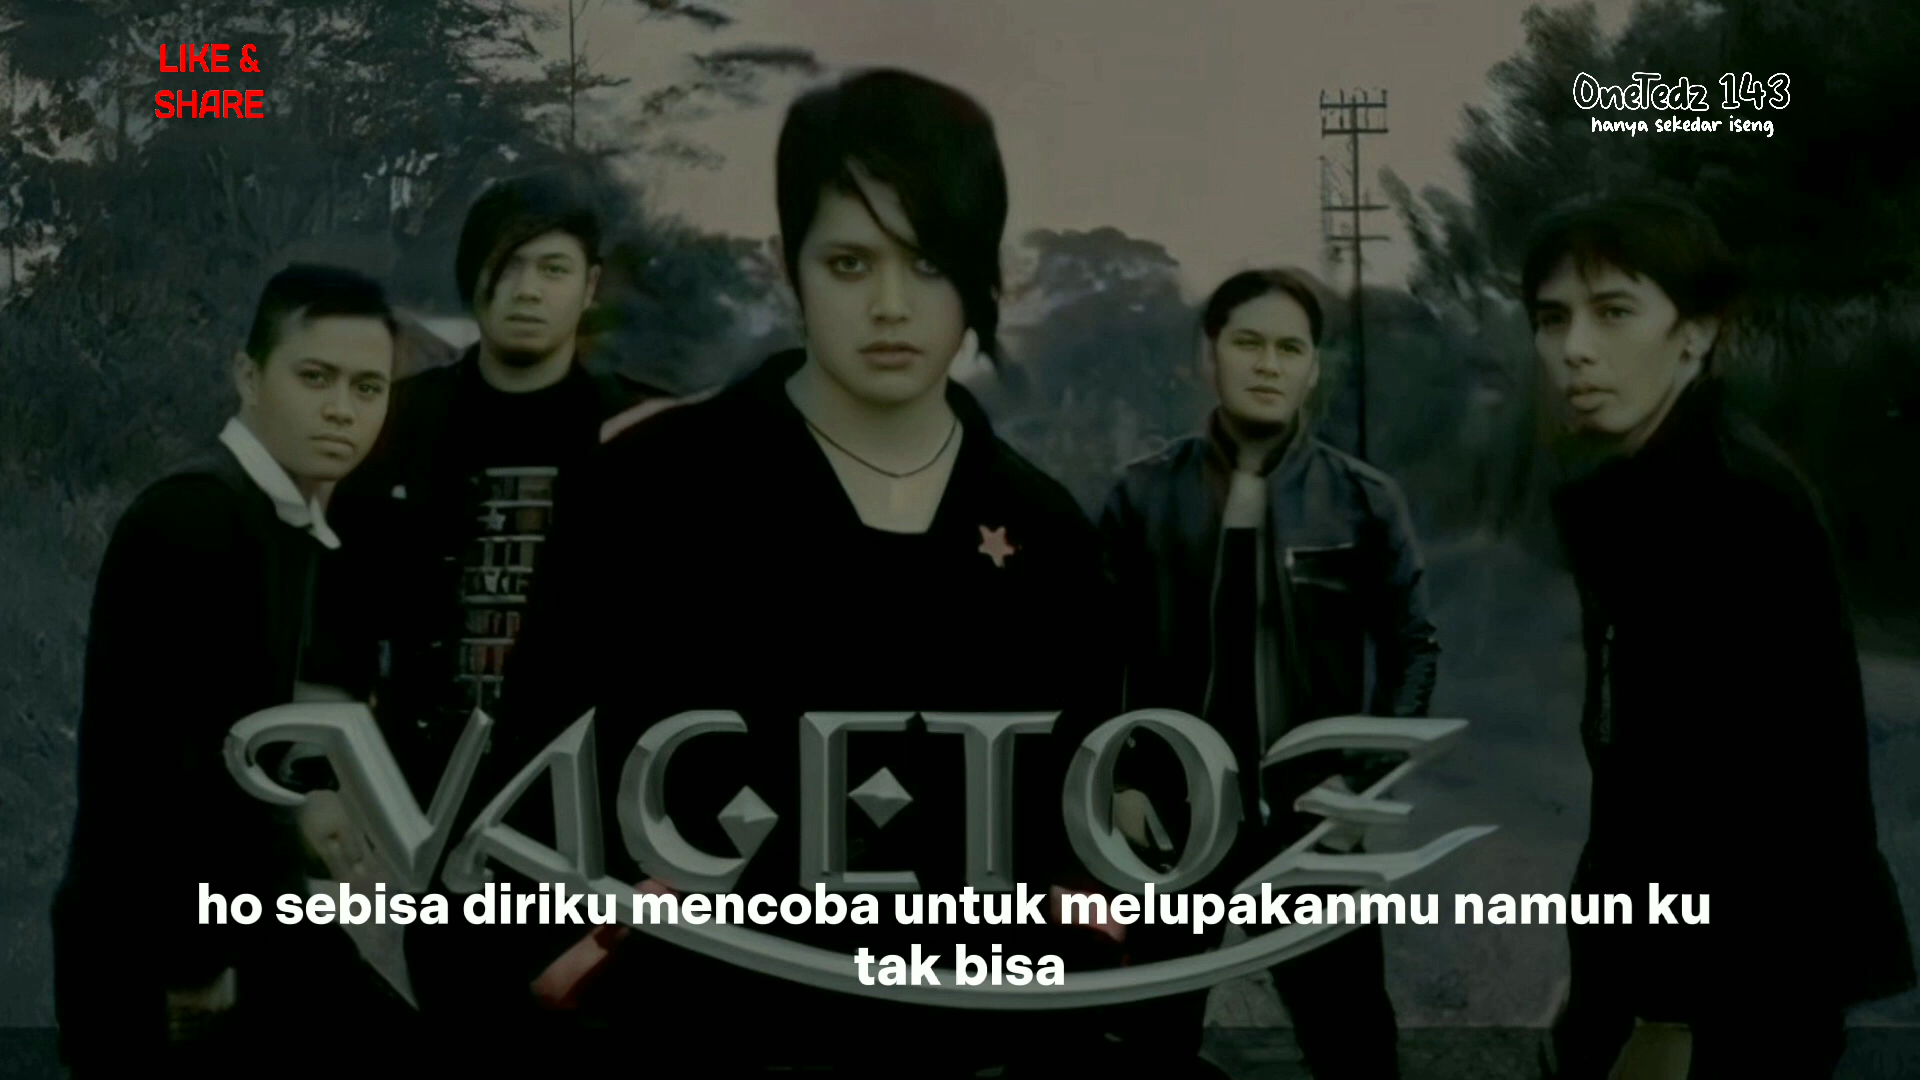 LIKE &
SHARE
OneTedz 143
hanya sekedar iseng
VAGETOZ
ho sebisa diriku mencoba untuk melupakanmu namun ku
tak bisa